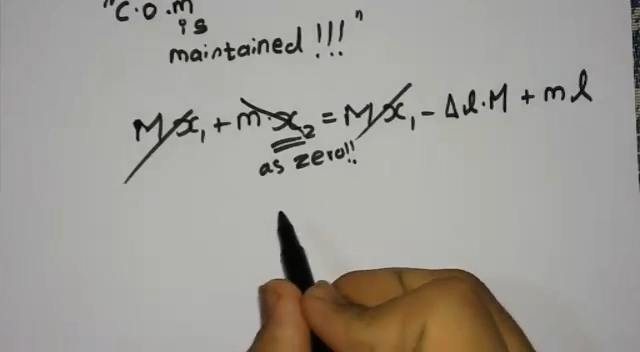 "C.O.M
is
maintained !!!"
Mx₁ + m·x₂ = Mx₁ - Δl·M + ml
as zero!!